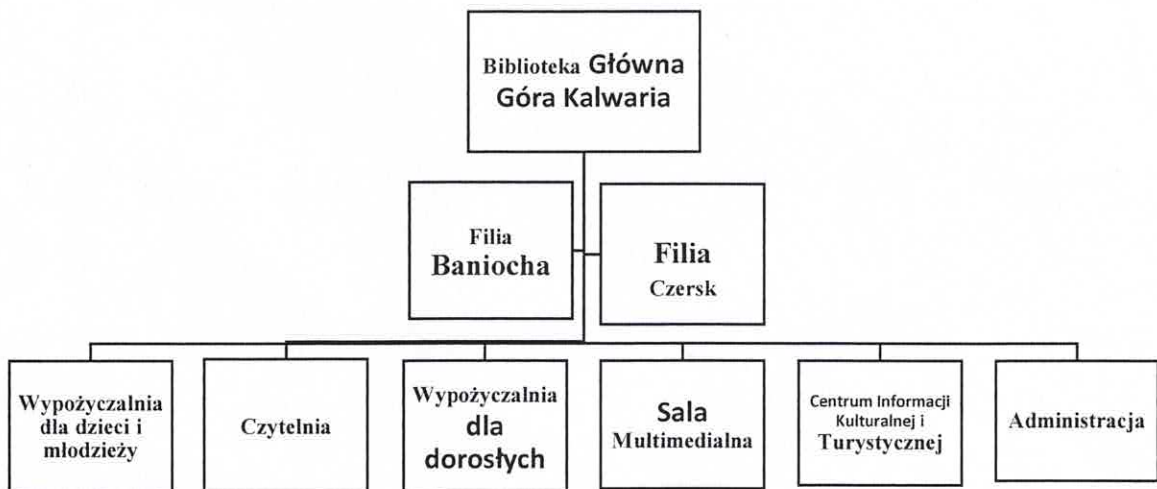 Biblioteka Główna
Góra Kalwaria
Filia
Baniocha
Filia
Czersk
Wypożyczalnia
dla dzieci i
młodzieży
Czytelnia
Wypożyczalnia
dla
dorosłych
Sala
Multimedialna
Centrum Informacji
Kulturalnej i
Turystycznej
Administracja